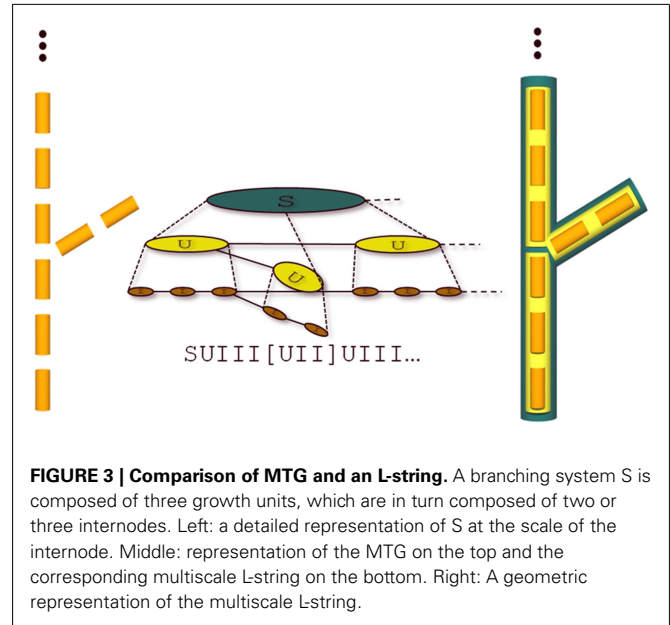 S
U
U
U
SUIII[UII]UIII...
FIGURE 3 | Comparison of MTG and an L-string. A branching system S is
composed of three growth units, which are in turn composed of two or
three internodes. Left: a detailed representation of S at the scale of the
internode. Middle: representation of the MTG on the top and the
corresponding multiscale L-string on the bottom. Right: A geometric
representation of the multiscale L-string.